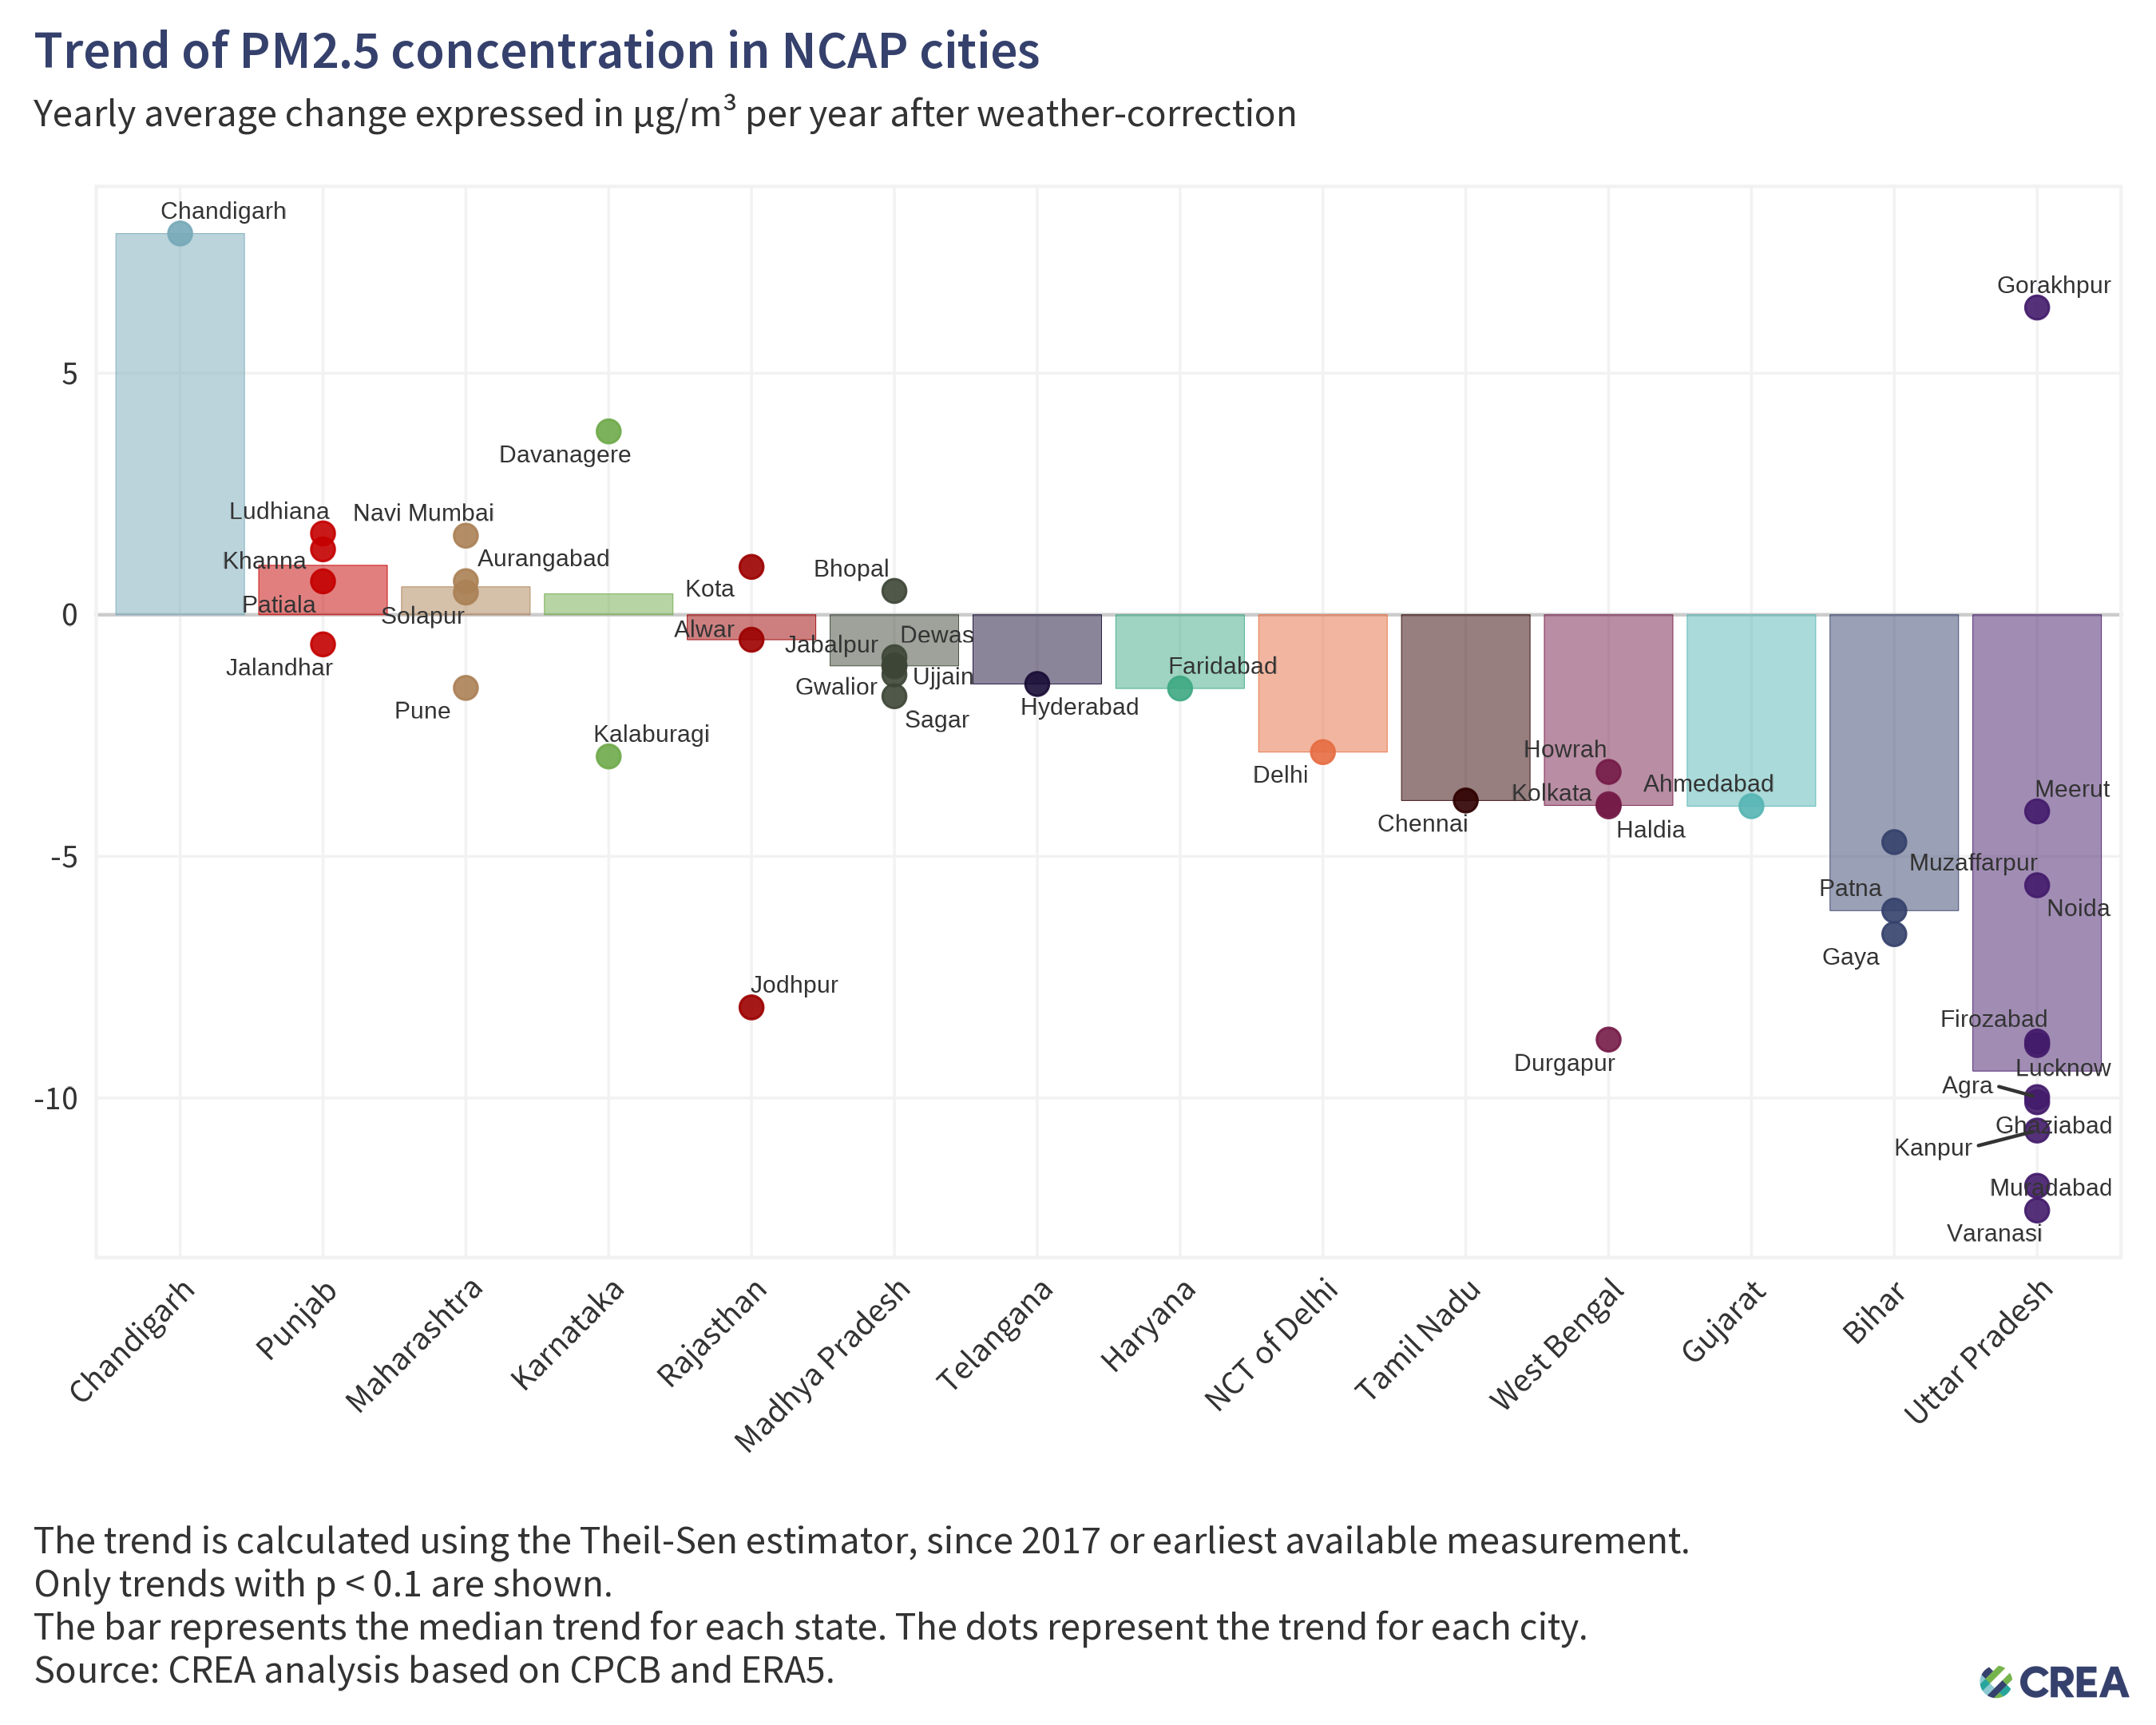 Trend of PM2.5 concentration in NCAP cities
Yearly average change expressed in µg/m³ per year after weather-correction
Chandigarh
Gorakhpur
5
Davanagere
Ludhiana
Navi Mumbai
Khanna
Aurangabad
Kota
Bhopal
Patiala
Solapur
0
Alwar
Jabalpur
Dewas
Jalandhar
Faridabad
Gwalior
Ujjain
Pune
Sagar
Hyderabad
Kalaburagi
Howrah
Delhi
Ahmedabad
Meerut
Kolkata
Chennai
Haldia
-5
Muzaffarpur
Patna
Noida
Gaya
Jodhpur
Firozabad
Durgapur
Lucknow
Agra
-10
Ghaziabad
Kanpur
Muradabad
Varanasi
Chandigarh
Punjab
Maharashtra
Karnataka
Rajasthan
Madhya Pradesh
Telangana
Haryana
NCT of Delhi
Tamil Nadu
West Bengal
Gujarat
Bihar
Uttar Pradesh
The trend is calculated using the Theil-Sen estimator, since 2017 or earliest available measurement.
Only trends with p < 0.1 are shown.
The bar represents the median trend for each state. The dots represent the trend for each city.
Source: CREA analysis based on CPCB and ERA5.
CREA